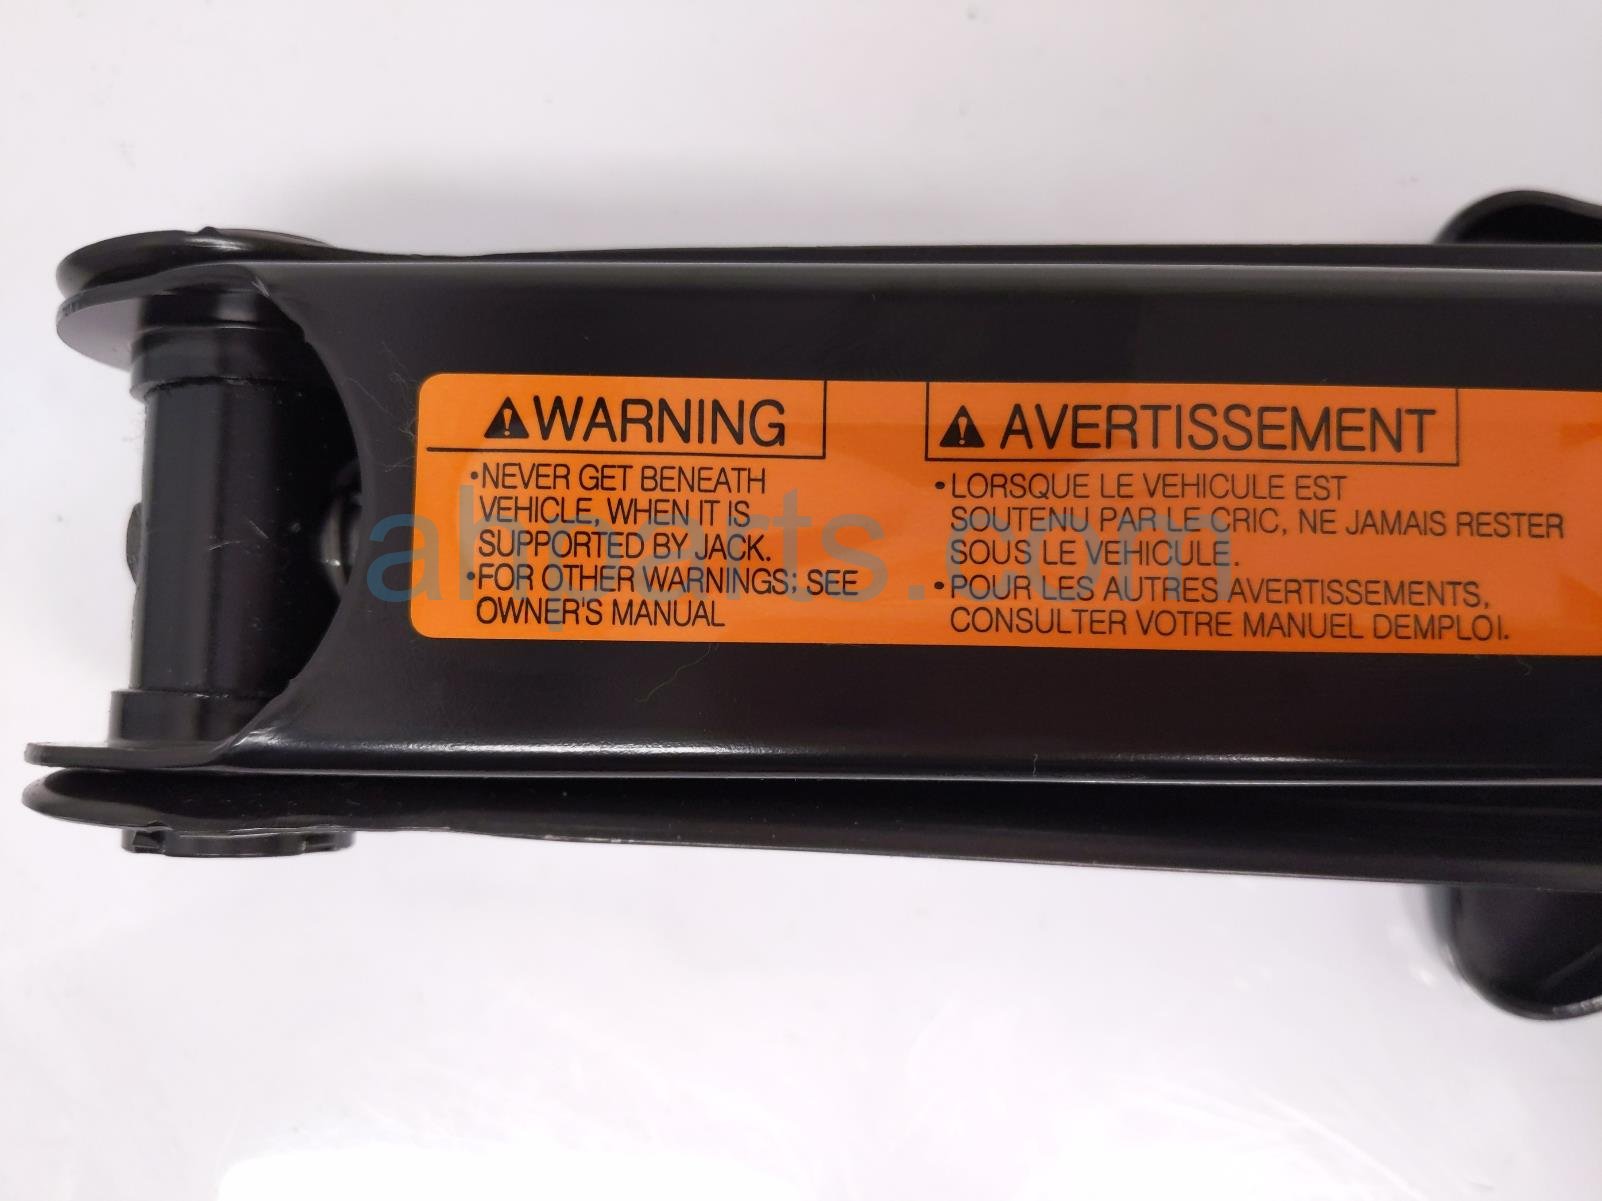 ⚠WARNING
•NEVER GET BENEATH
VEHICLE, WHEN IT IS
SUPPORTED BY JACK.
•FOR OTHER WARNINGS; SEE
OWNER'S MANUAL
⚠ AVERTISSEMENT
•LORSQUE LE VEHICULE EST
SOUTENU PAR LE CRIC, NE JAMAIS RESTER
SOUS LE VEHICULE.
•POUR LES AUTRES AVERTISSEMENTS,
CONSULTER VOTRE MANUEL DEMPLOI.
ahparts.com